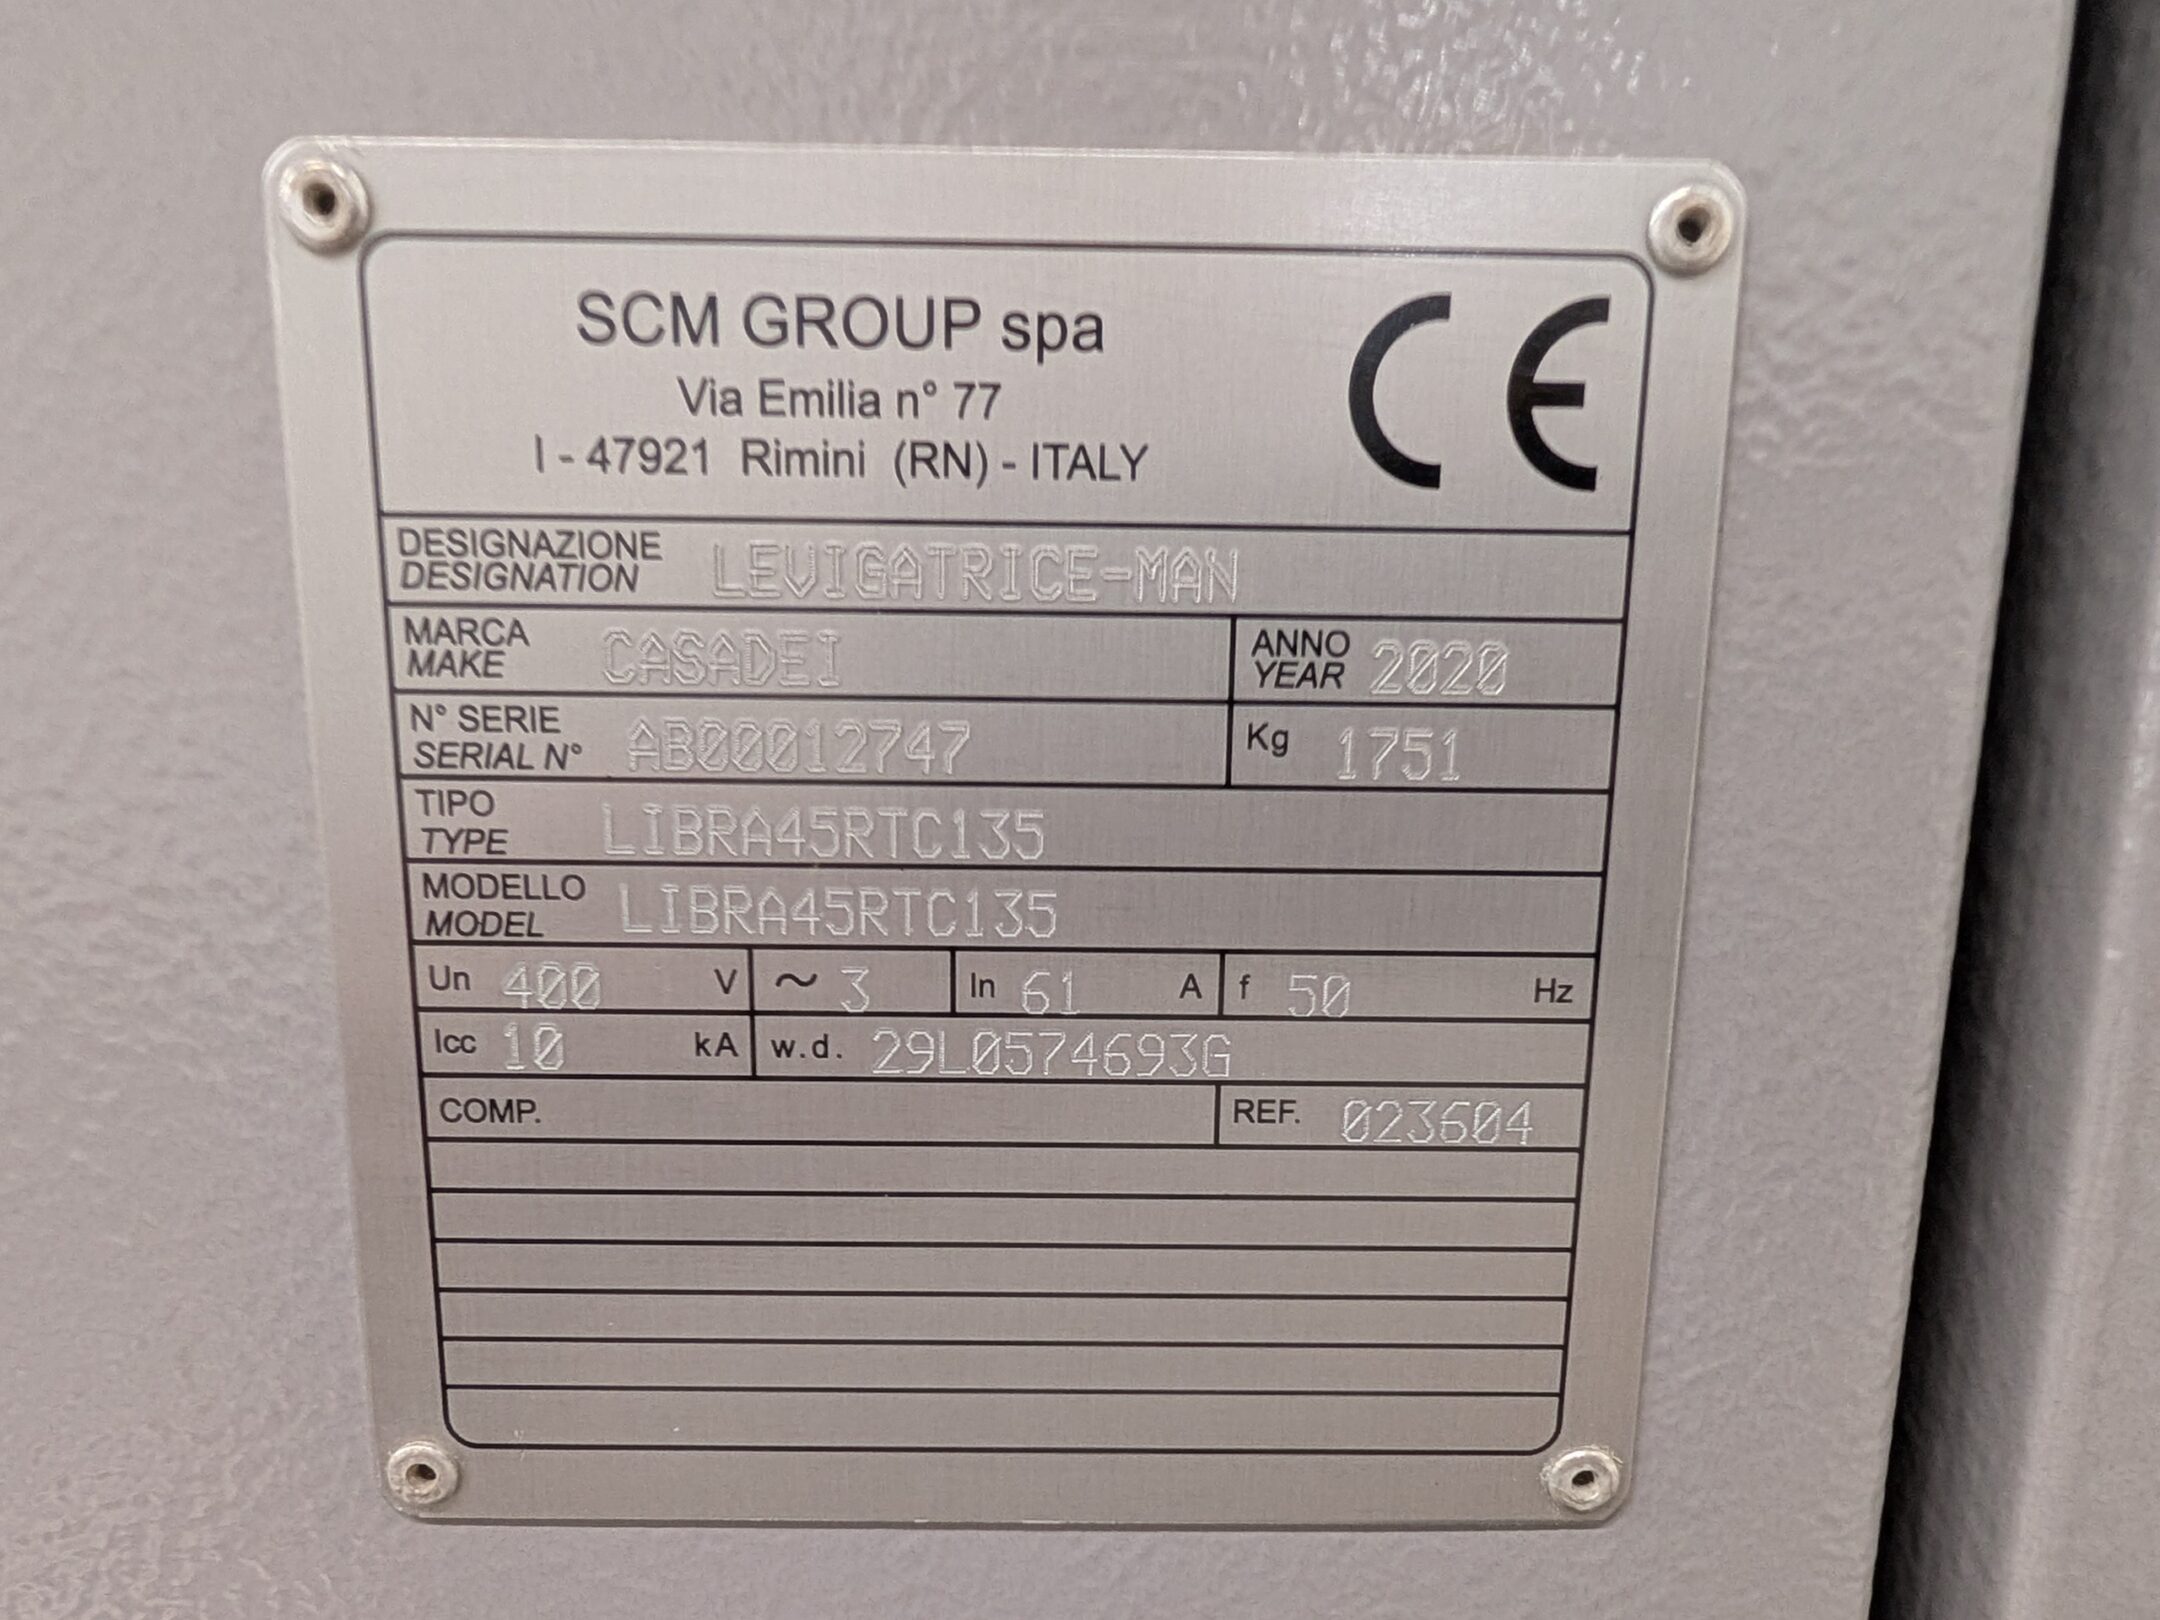 SCM GROUP spa
Via Emilia n° 77
I - 47921 Rimini (RN) - ITALY
CE
DESIGNAZIONE
DESIGNATION LEVIGATRICE-MAN
MARCA
MAKE CASADEI
ANNO
YEAR 2020
N° SERIE
SERIAL N° AB00012747
Kg 1751
TIPO
TYPE LIBRA45RTC135
MODELLO
MODEL LIBRA45RTC135
Un 400 V ~ 3 In 61 A f 50 Hz
Icc 10 kA w.d. 29L0574693G
COMP. REF. 023604